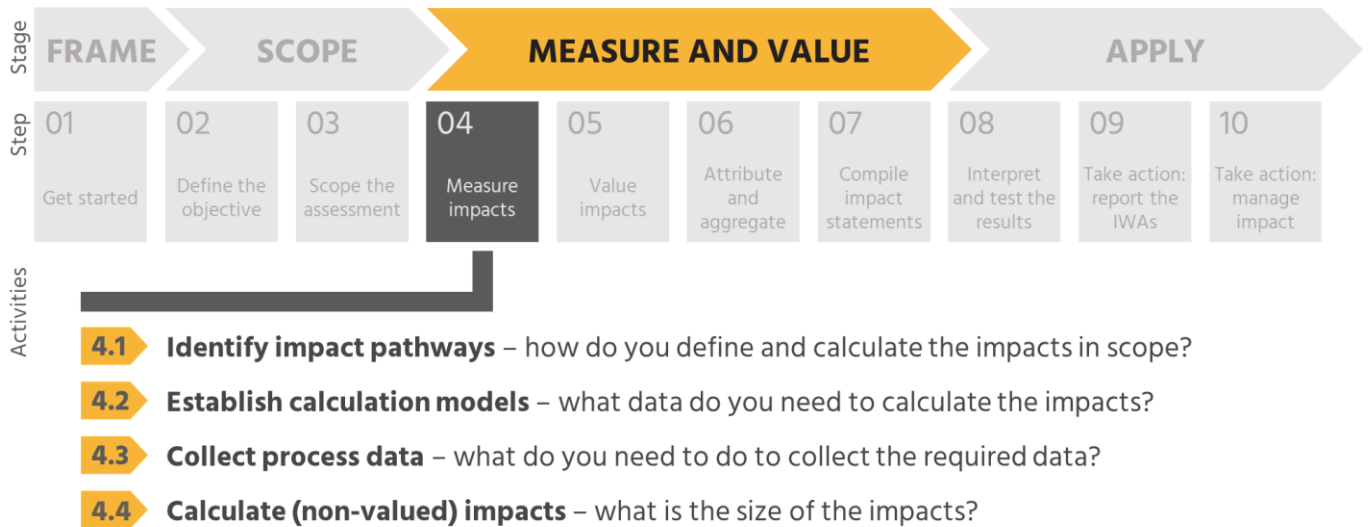 Stage
FRAME
SCOPE
MEASURE AND VALUE
APPLY
Step
01
Get started
02
Define the
objective
03
Scope the
assessment
04
Measure
impacts
05
Value
impacts
06
Attribute
and
aggregate
07
Compile
impact
statements
08
Interpret
and test the
results
09
Take action:
report the
IWAs
10
Take action:
manage
impact
Activities
4.1 Identify impact pathways – how do you define and calculate the impacts in scope?
4.2 Establish calculation models – what data do you need to calculate the impacts?
4.3 Collect process data – what do you need to do to collect the required data?
4.4 Calculate (non-valued) impacts – what is the size of the impacts?